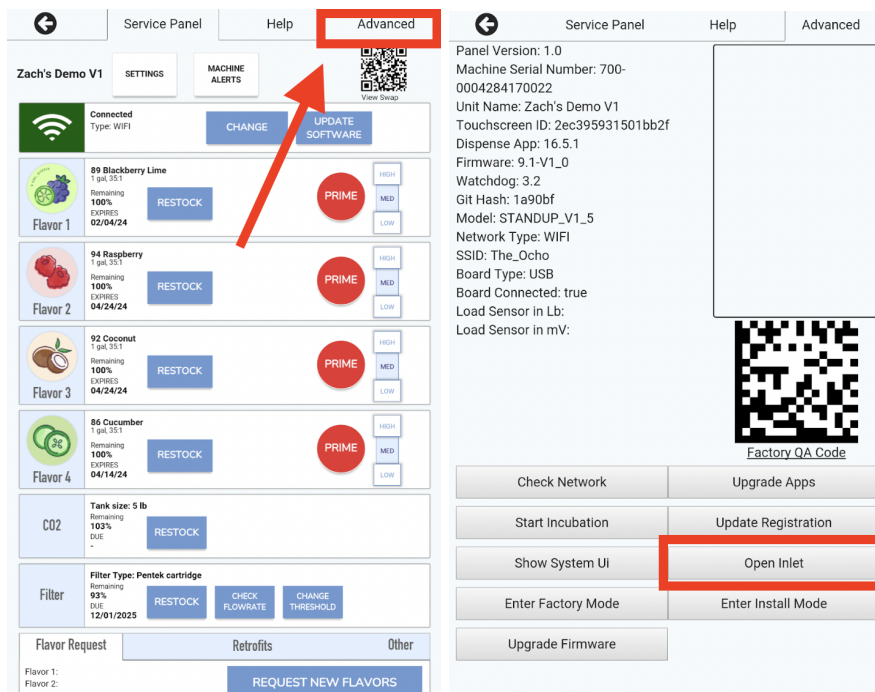 Service Panel
Help
Advanced
Zach's Demo V1
SETTINGS
MACHINE
ALERTS
View Swap
Connected
Type: WIFI
CHANGE
UPDATE
SOFTWARE
Flavor 1
89 Blackberry Lime
1 gal, 35:1
Remaining
100%
EXPIRES
02/04/24
RESTOCK
PRIME
HIGH
MED
LOW
Flavor 2
94 Raspberry
1 gal, 35:1
Remaining
100%
EXPIRES
04/24/24
RESTOCK
PRIME
HIGH
MED
LOW
Flavor 3
92 Coconut
1 gal, 35:1
Remaining
100%
EXPIRES
04/24/24
RESTOCK
PRIME
HIGH
MED
LOW
Flavor 4
86 Cucumber
1 gal, 35:1
Remaining
100%
EXPIRES
04/14/24
RESTOCK
PRIME
HIGH
MED
LOW
CO2
Tank size: 5 lb
Remaining
103%
DUE
-
RESTOCK
Filter
Filter Type: Pentek cartridge
Remaining
93%
DUE
12/01/2025
RESTOCK
CHECK
FLOWRATE
CHANGE
THRESHOLD
Flavor Request
Retrofits
Other
Flavor 1:
Flavor 2:
REQUEST NEW FLAVORS
Service Panel
Help
Advanced
Panel Version: 1.0
Machine Serial Number: 700-
0004284170022
Unit Name: Zach's Demo V1
Touchscreen ID: 2ec395931501bb2f
Dispense App: 16.5.1
Firmware: 9.1-V1_0
Watchdog: 3.2
Git Hash: 1a90bf
Model: STANDUP_V1_5
Network Type: WIFI
SSID: The_Ocho
Board Type: USB
Board Connected: true
Load Sensor in Lb:
Load Sensor in mV:
Factory QA Code
Check Network
Upgrade Apps
Start Incubation
Update Registration
Show System Ui
Open Inlet
Enter Factory Mode
Enter Install Mode
Upgrade Firmware